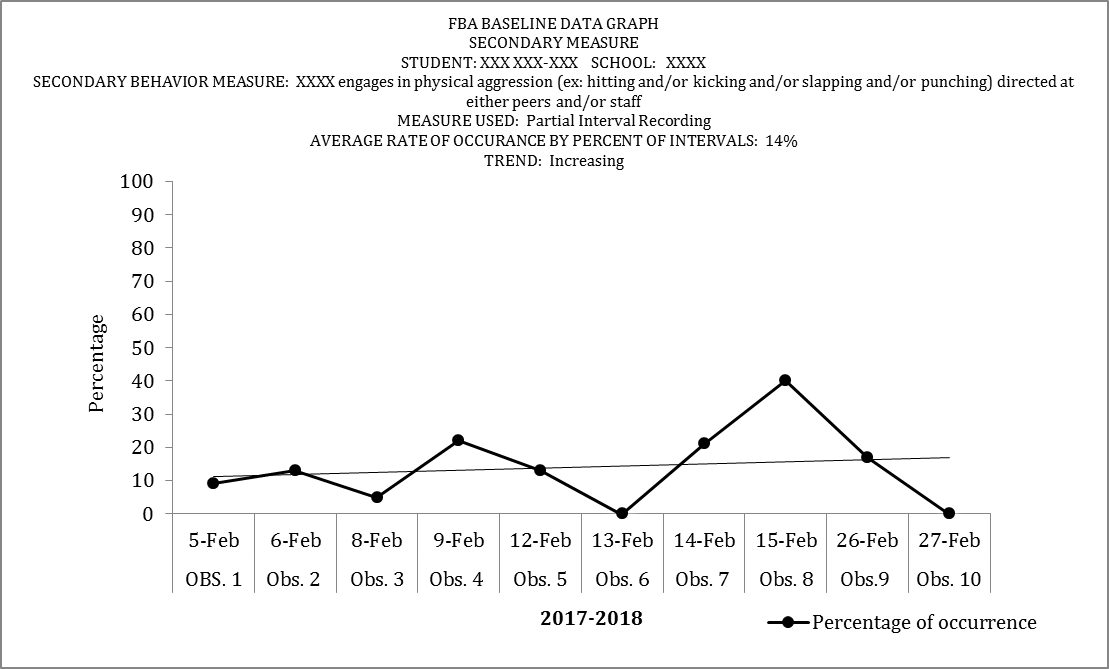 FBA BASELINE DATA GRAPH
SECONDARY MEASURE
STUDENT: XXX XXX-XXX SCHOOL: XXXX
SECONDARY BEHAVIOR MEASURE: XXXX engages in physical aggression (ex: hitting and/or kicking and/or slapping and/or punching) directed at
either peers and/or staff
MEASURE USED: Partial Interval Recording
AVERAGE RATE OF OCCURANCE BY PERCENT OF INTERVALS: 14%
TREND: Increasing
100
90
80
70
60
50
40
30
20
10
0
Percentage
5-Feb 6-Feb 8-Feb 9-Feb 12-Feb 13-Feb 14-Feb 15-Feb 26-Feb 27-Feb
OBS. 1 Obs. 2 Obs. 3 Obs. 4 Obs. 5 Obs. 6 Obs. 7 Obs. 8 Obs.9 Obs. 10
2017-2018
Percentage of occurrence